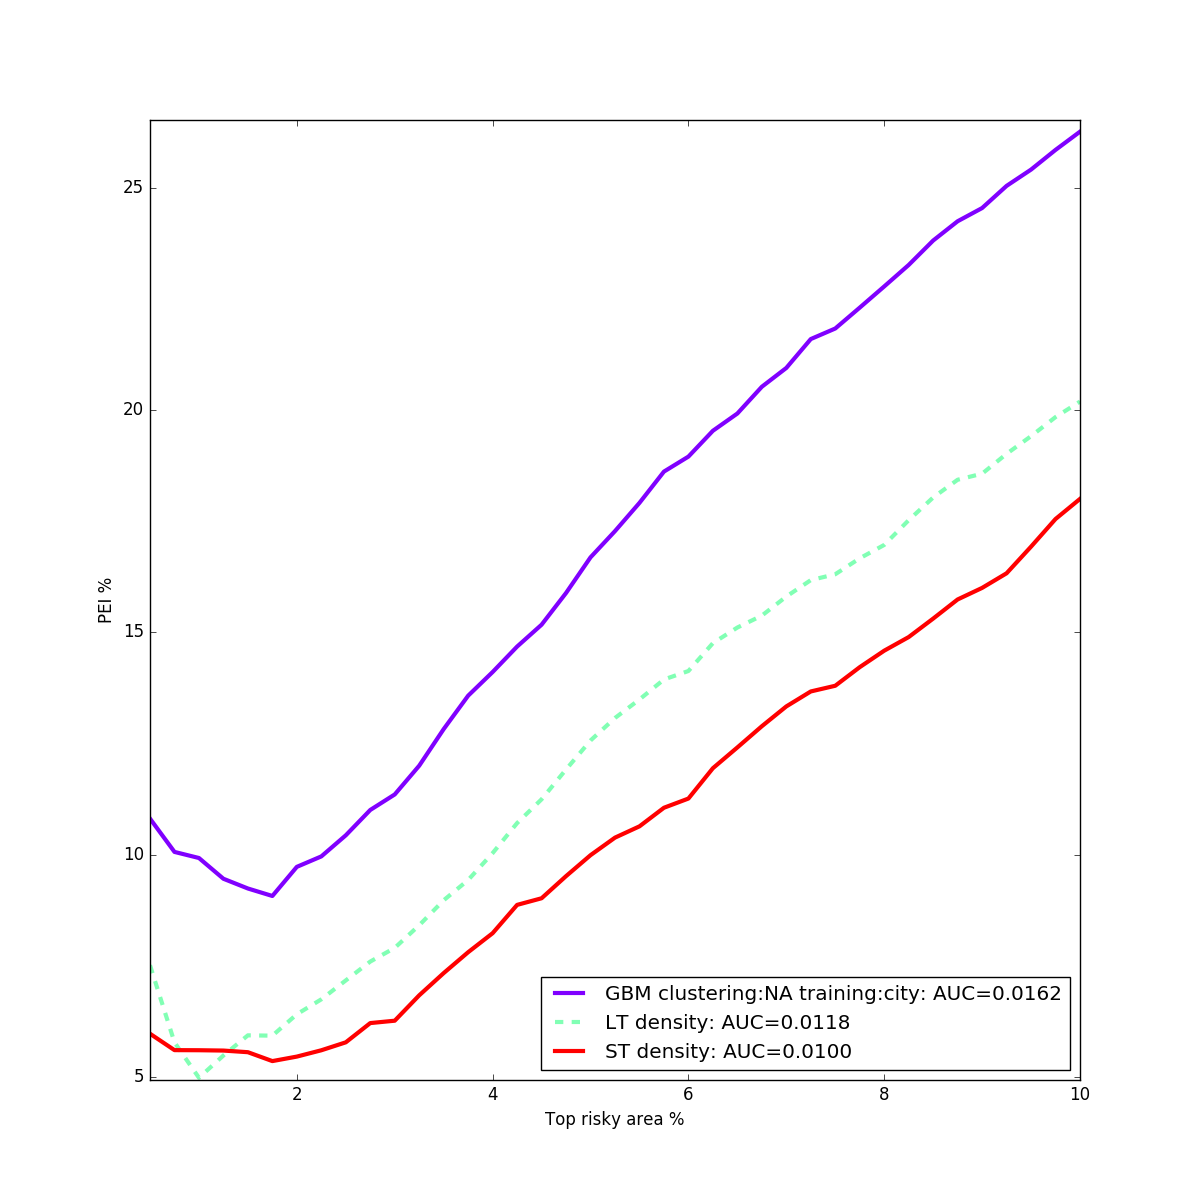 25
20
15
10
5
PEI %
2
4
6
8
10
Top risky area %
GBM clustering:NA training:city: AUC=0.0162
LT density: AUC=0.0118
ST density: AUC=0.0100